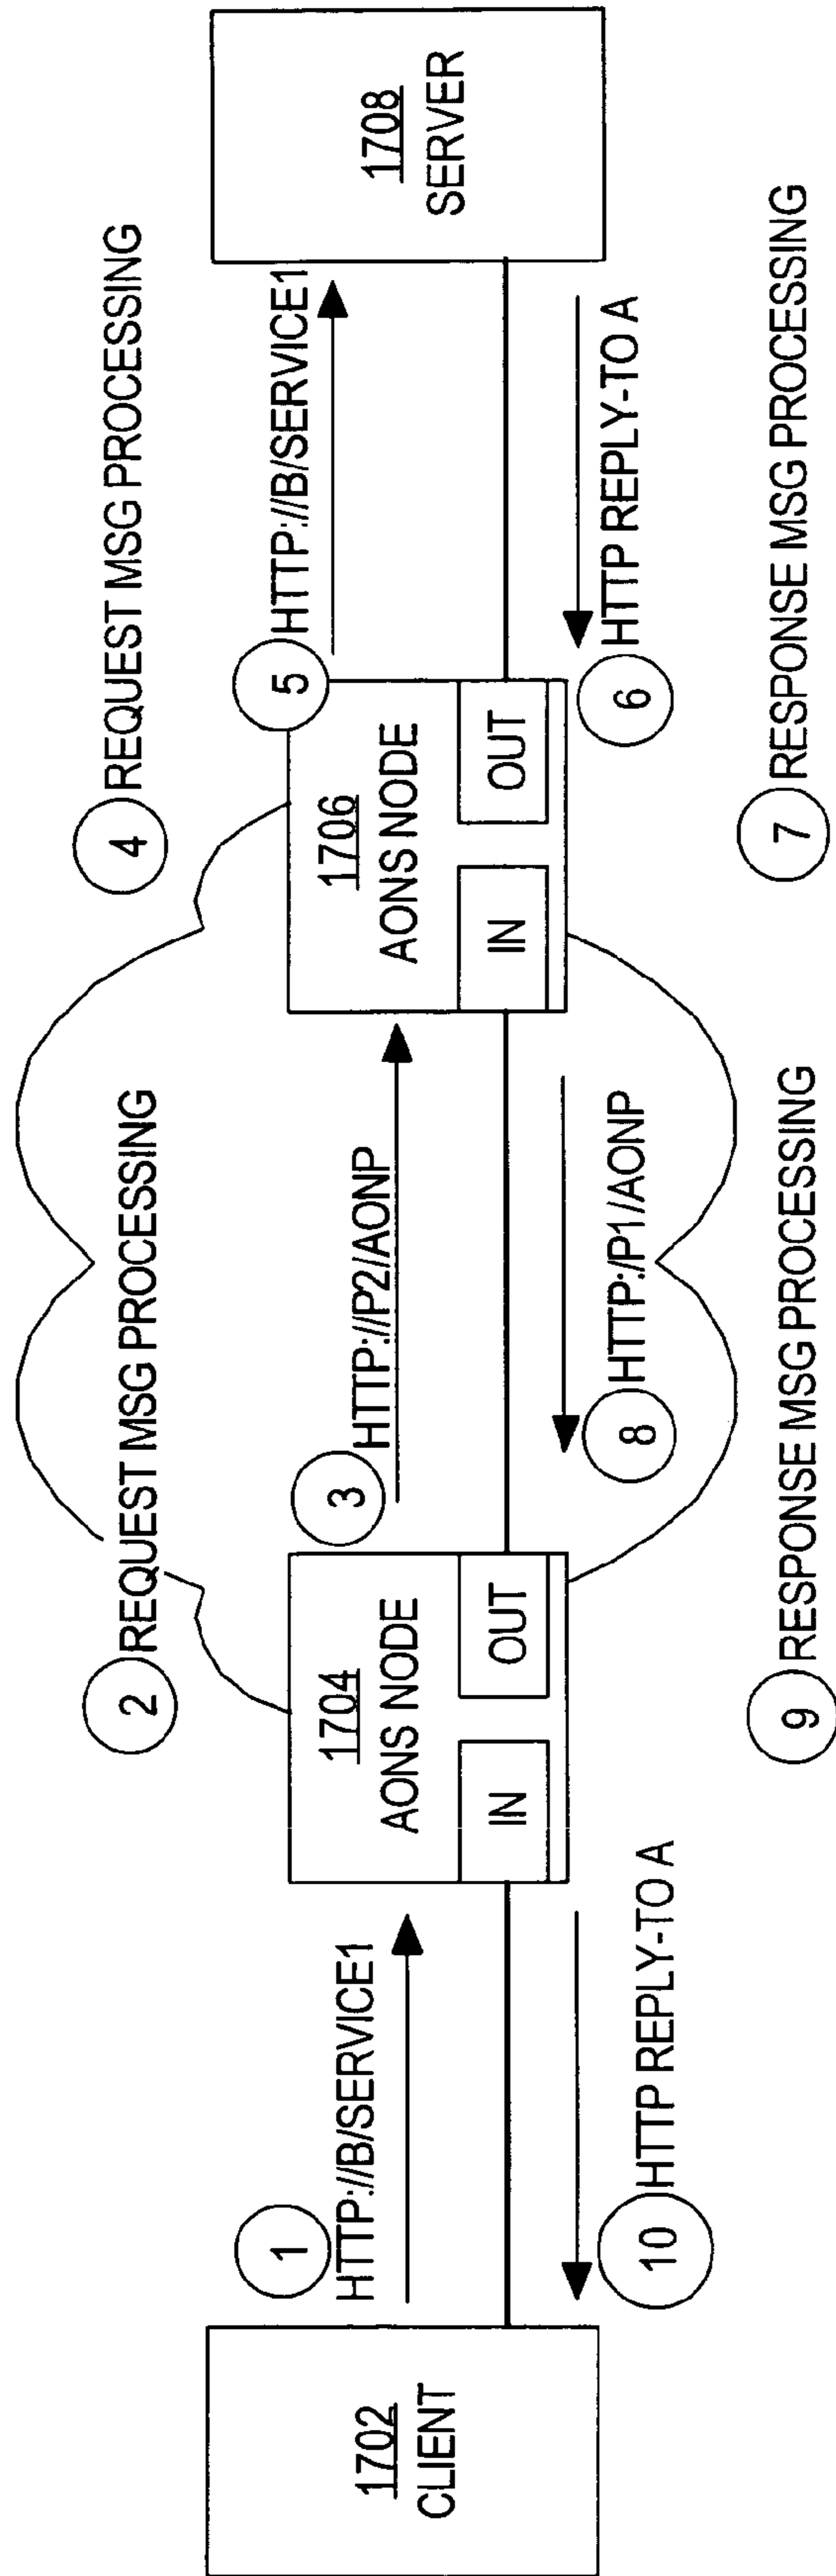 1702
CLIENT
1
HTTP://B/SERVICE1
10
HTTP REPLY-TO A
1704
AONS NODE
IN
OUT
2
REQUEST MSG PROCESSING
3
HTTP://P2/AONP
8
HTTP:/P1/AONP
9
RESPONSE MSG PROCESSING
1706
AONS NODE
IN
OUT
4
REQUEST MSG PROCESSING
5
HTTP://B/SERVICE1
6
HTTP REPLY-TO A
7
RESPONSE MSG PROCESSING
1708
SERVER